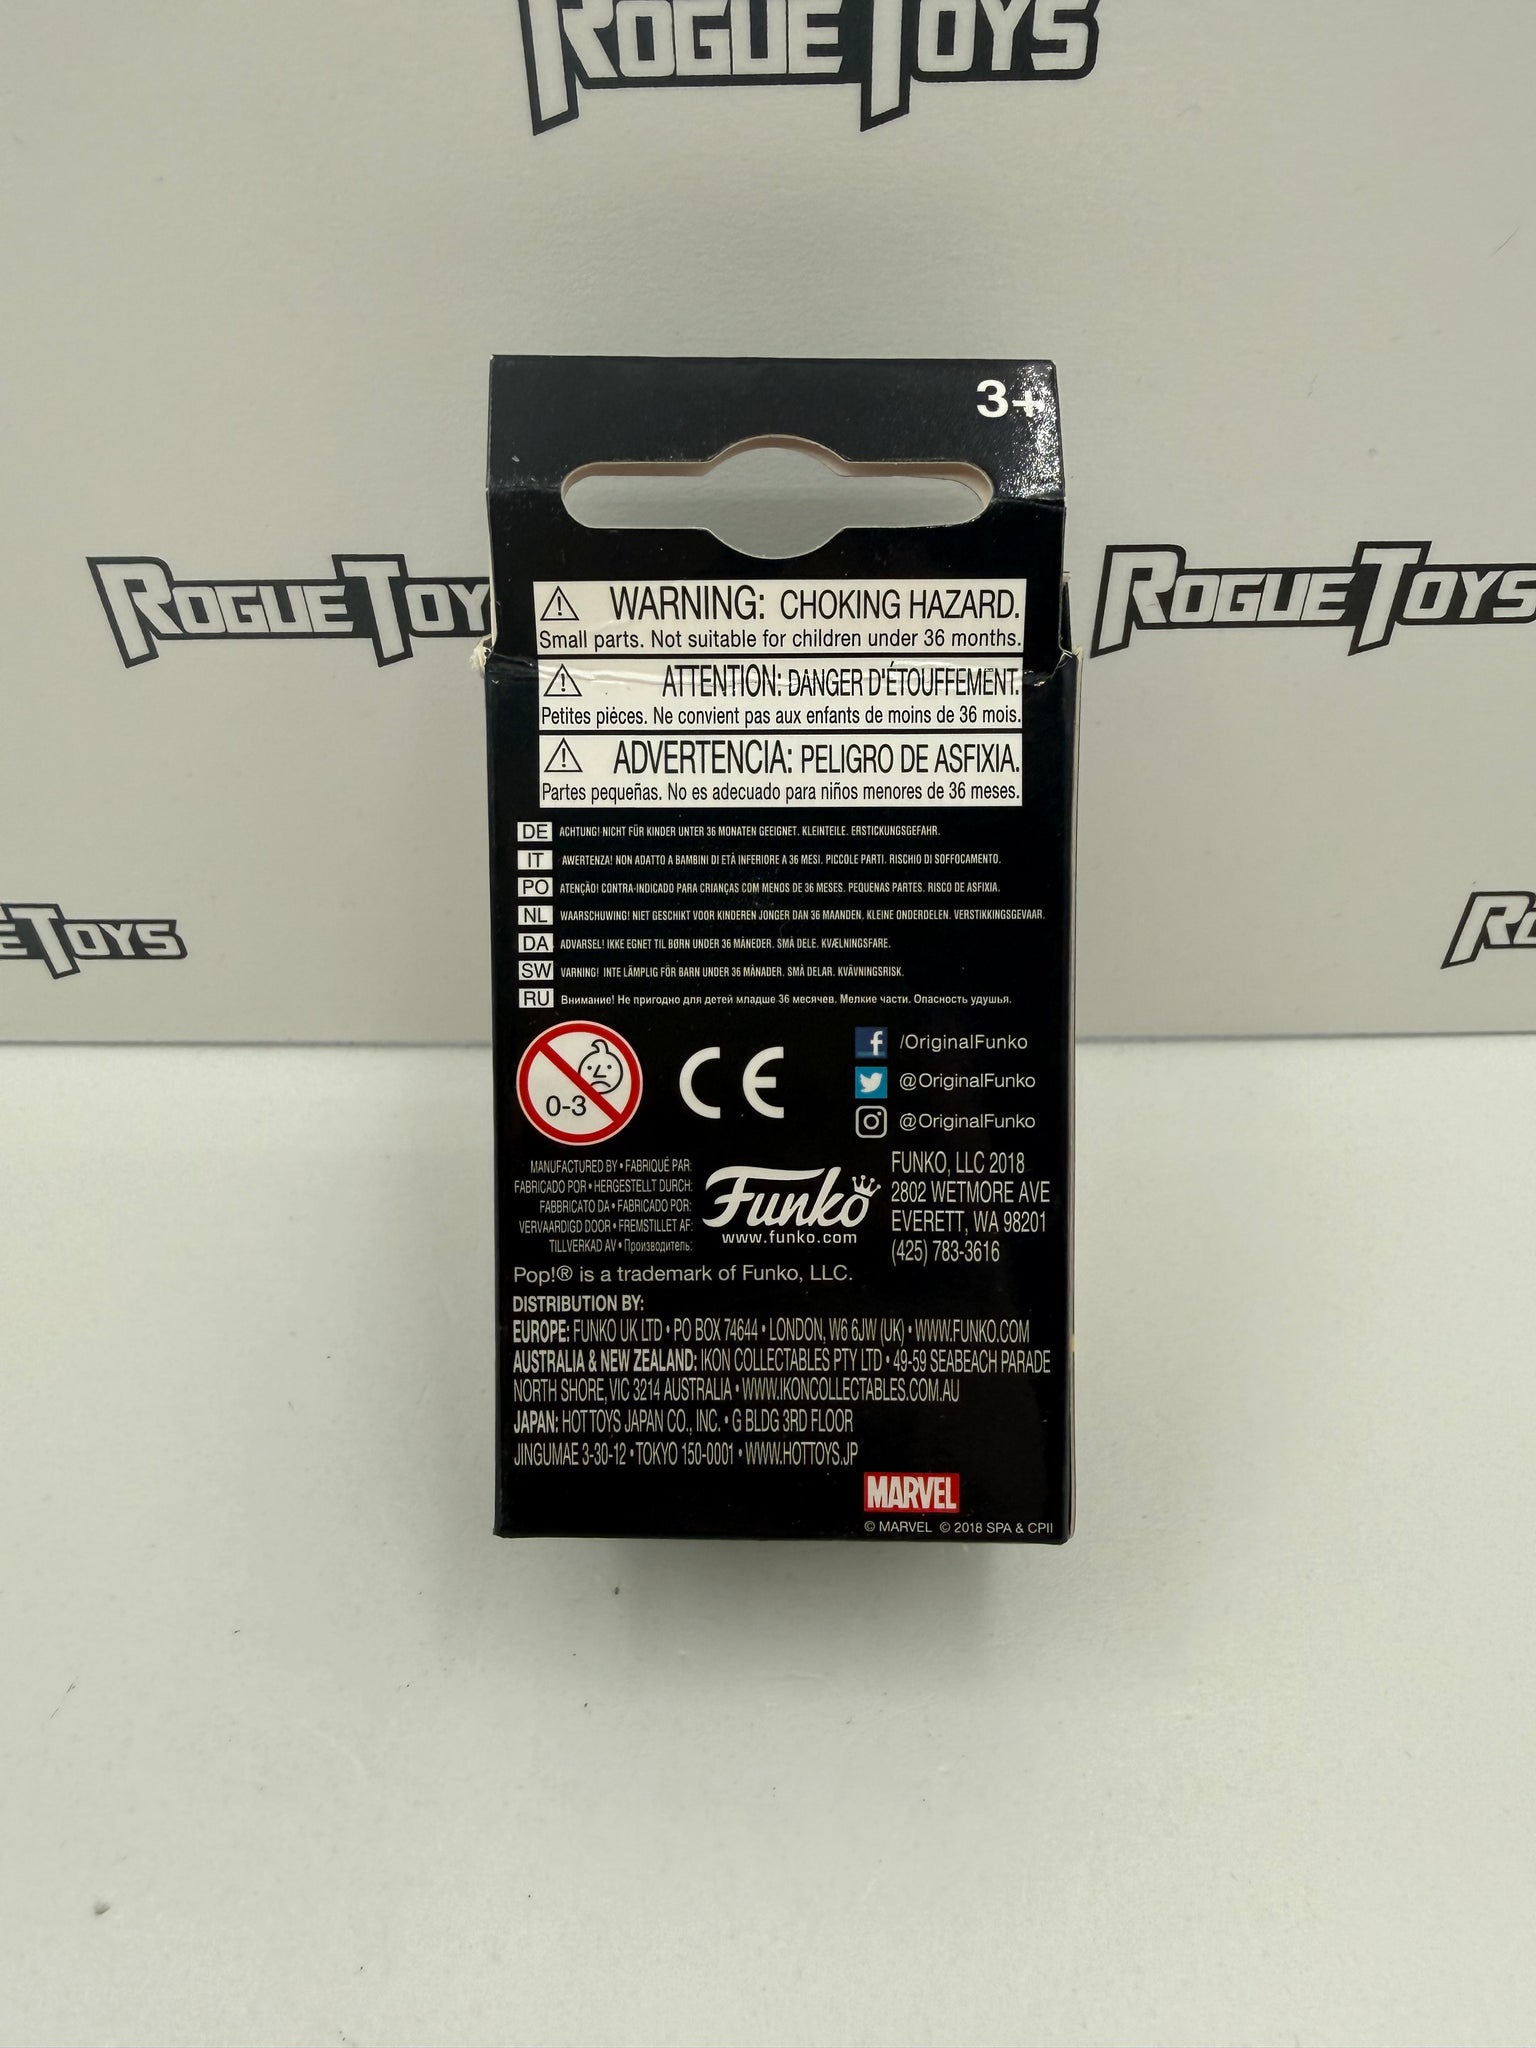 ROGUE TOYS
3+
WARNING: CHOKING HAZARD.
Small parts. Not suitable for children under 36 months.
ATTENTION: DANGER D'ÉTOUFFEMENT.
Petites pièces. Ne convient pas aux enfants de moins de 36 mois.
ADVERTENCIA: PELIGRO DE ASFIXIA.
Partes pequeñas. No es adecuado para niños menores de 36 meses.
ROGUE TOY
ROGUE TOYS
E TOYS
DE ACHTUNG! NICHT FÜR KINDER UNTER 36 MONATEN GEEIGNET. KLEINTEILE. ERSTICKUNGSGEFAHR.
IT AWERTENZA! NON ADATTO A BAMBINI DI ETÀ INFERIORE A 36 MESI. PICCOLE PARTI. RISCHIO DI SOFFOCAMENTO.
PO ATENÇÃO! CONTRA-INDICADO PARA CRIANÇAS COM MENOS DE 36 MESES. PEQUENAS PARTES. RISCO DE ASFIXIA.
NL WAARSCHUWING! NIET GESCHIKT VOOR KINDEREN JONGER DAN 36 MAANDEN, KLEINE ONDERDELEN. VERSTIKKINGSGEVAAR.
DA ADVARSEL! IKKE EGNET TIL BØRN UNDER 36 MÅNEDER. SMÅ DELE. KVÆLNINGSFARE.
SW VARNING! INTE LÄMPLIG FÖR BARN UNDER 36 MÅNADER. SMÅ DELAR. KVÄVNINGSRISK.
RU Внимание! Не пригодно для детей младше 36 месячев. Мелкие части. Опасность удушья.
0-3
CE
f /OriginalFunko
@OriginalFunko
@OriginalFunko
MANUFACTURED BY • FABRIQUÉ PAR:
FABRICADO POR • HERGESTELLT DURCH:
FABBRICATO DA • FABRICADO POR:
VERVAARDIGD DOOR • FREMSTILLET AF:
TILLVERKAD AV • Производитель:
Funko
www.funko.com
FUNKO, LLC 2018
2802 WETMORE AVE
EVERETT, WA 98201
(425) 783-3616
Pop!® is a trademark of Funko, LLC.
DISTRIBUTION BY:
EUROPE: FUNKO UK LTD • PO BOX 74644 • LONDON, W6 6JW (UK) • WWW.FUNKO.COM
AUSTRALIA & NEW ZEALAND: IKON COLLECTABLES PTY LTD • 49-59 SEABEACH PARADE
NORTH SHORE, VIC 3214 AUSTRALIA • WWW.IKONCOLLECTABLES.COM.AU
JAPAN: HOT TOYS JAPAN CO., INC. • G BLDG 3RD FLOOR
JINGUMAE 3-30-12 • TOKYO 150-0001 • WWW.HOTTOYS.JP
MARVEL
© MARVEL © 2018 SPA & CPII